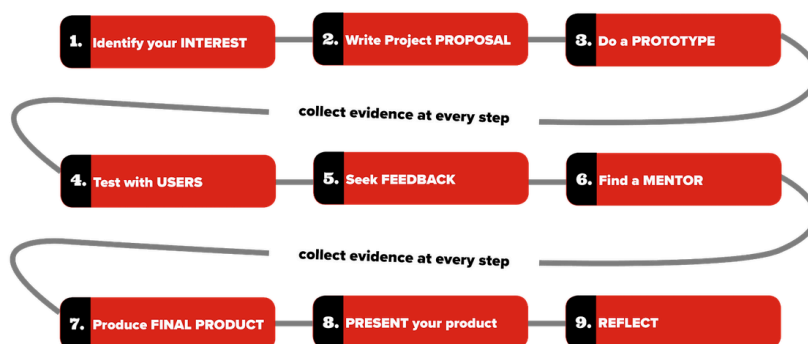 1. Identify your INTEREST
2. Write Project PROPOSAL
3. Do a PROTOTYPE
collect evidence at every step
4. Test with USERS
5. Seek FEEDBACK
6. Find a MENTOR
collect evidence at every step
7. Produce FINAL PRODUCT
8. PRESENT your product
9. REFLECT